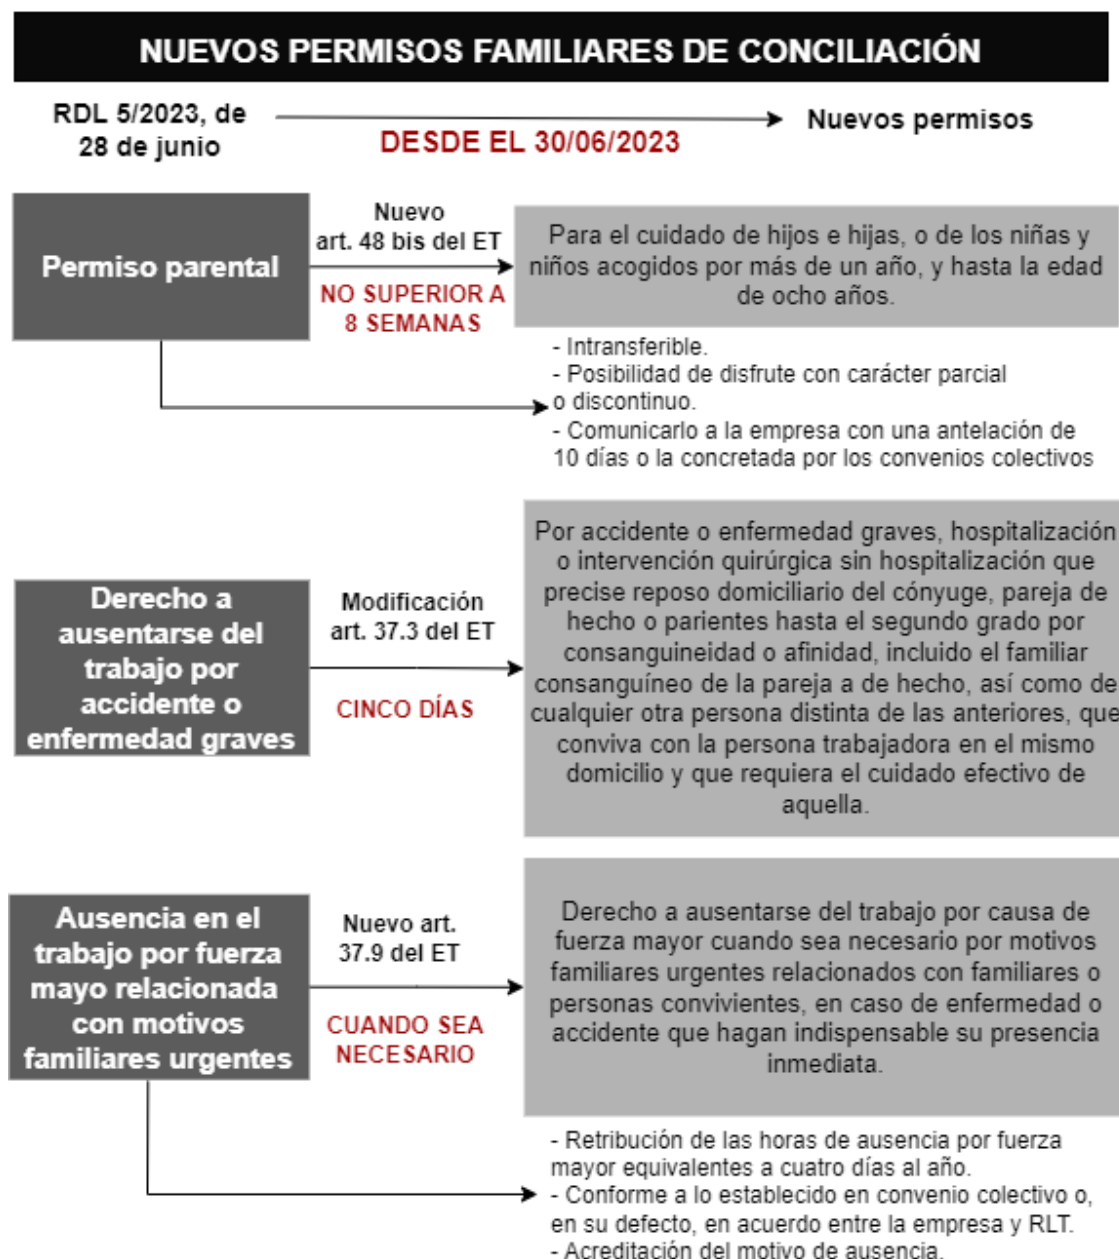 NUEVOS PERMISOS FAMILIARES DE CONCILIACIÓN
RDL 5/2023, de
28 de junio
DESDE EL 30/06/2023
Nuevos permisos
Permiso parental
Nuevo
art. 48 bis del ET
NO SUPERIOR A
8 SEMANAS
Para el cuidado de hijos e hijas, o de los niñas y
niños acogidos por más de un año, y hasta la edad
de ocho años.
- Intransferible.
- Posibilidad de disfrute con carácter parcial
o discontinuo.
- Comunicarlo a la empresa con una antelación de
10 días o la concretada por los convenios colectivos
Derecho a
ausentarse del
trabajo por
accidente o
enfermedad graves
Modificación
art. 37.3 del ET
CINCO DÍAS
Por accidente o enfermedad graves, hospitalización
o intervención quirúrgica sin hospitalización que
precise reposo domiciliario del cónyuge, pareja de
hecho o parientes hasta el segundo grado por
consanguineidad o afinidad, incluido el familiar
consanguíneo de la pareja a de hecho, así como de
cualquier otra persona distinta de las anteriores, que
conviva con la persona trabajadora en el mismo
domicilio y que requiera el cuidado efectivo de
aquella.
Ausencia en el
trabajo por fuerza
mayo relacionada
con motivos
familiares urgentes
Nuevo art.
37.9 del ET
CUANDO SEA
NECESARIO
Derecho a ausentarse del trabajo por causa de
fuerza mayor cuando sea necesario por motivos
familiares urgentes relacionados con familiares o
personas convivientes, en caso de enfermedad o
accidente que hagan indispensable su presencia
inmediata.
- Retribución de las horas de ausencia por fuerza
mayor equivalentes a cuatro días al año.
- Conforme a lo establecido en convenio colectivo o,
en su defecto, en acuerdo entre la empresa y RLT.
- Acreditación del motivo de ausencia.